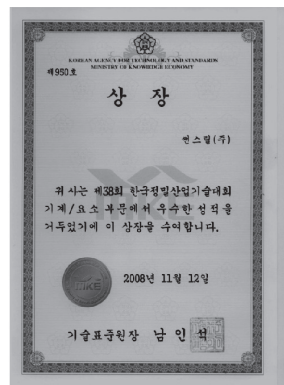 KOREAN AGENCY FOR TECHNOLOGY AND STANDARDS
MINISTRY OF KNOWLEDGE ECONOMY
제950호
상 장
연스틸(주)
귀사는 제38회 한국정밀산업기술대회
기계/요소 부문에서 우수한 성적을
거두었기에 이 상장을 수여합니다.
MKE
2008년 11월 12일
기술표준원장 남인석